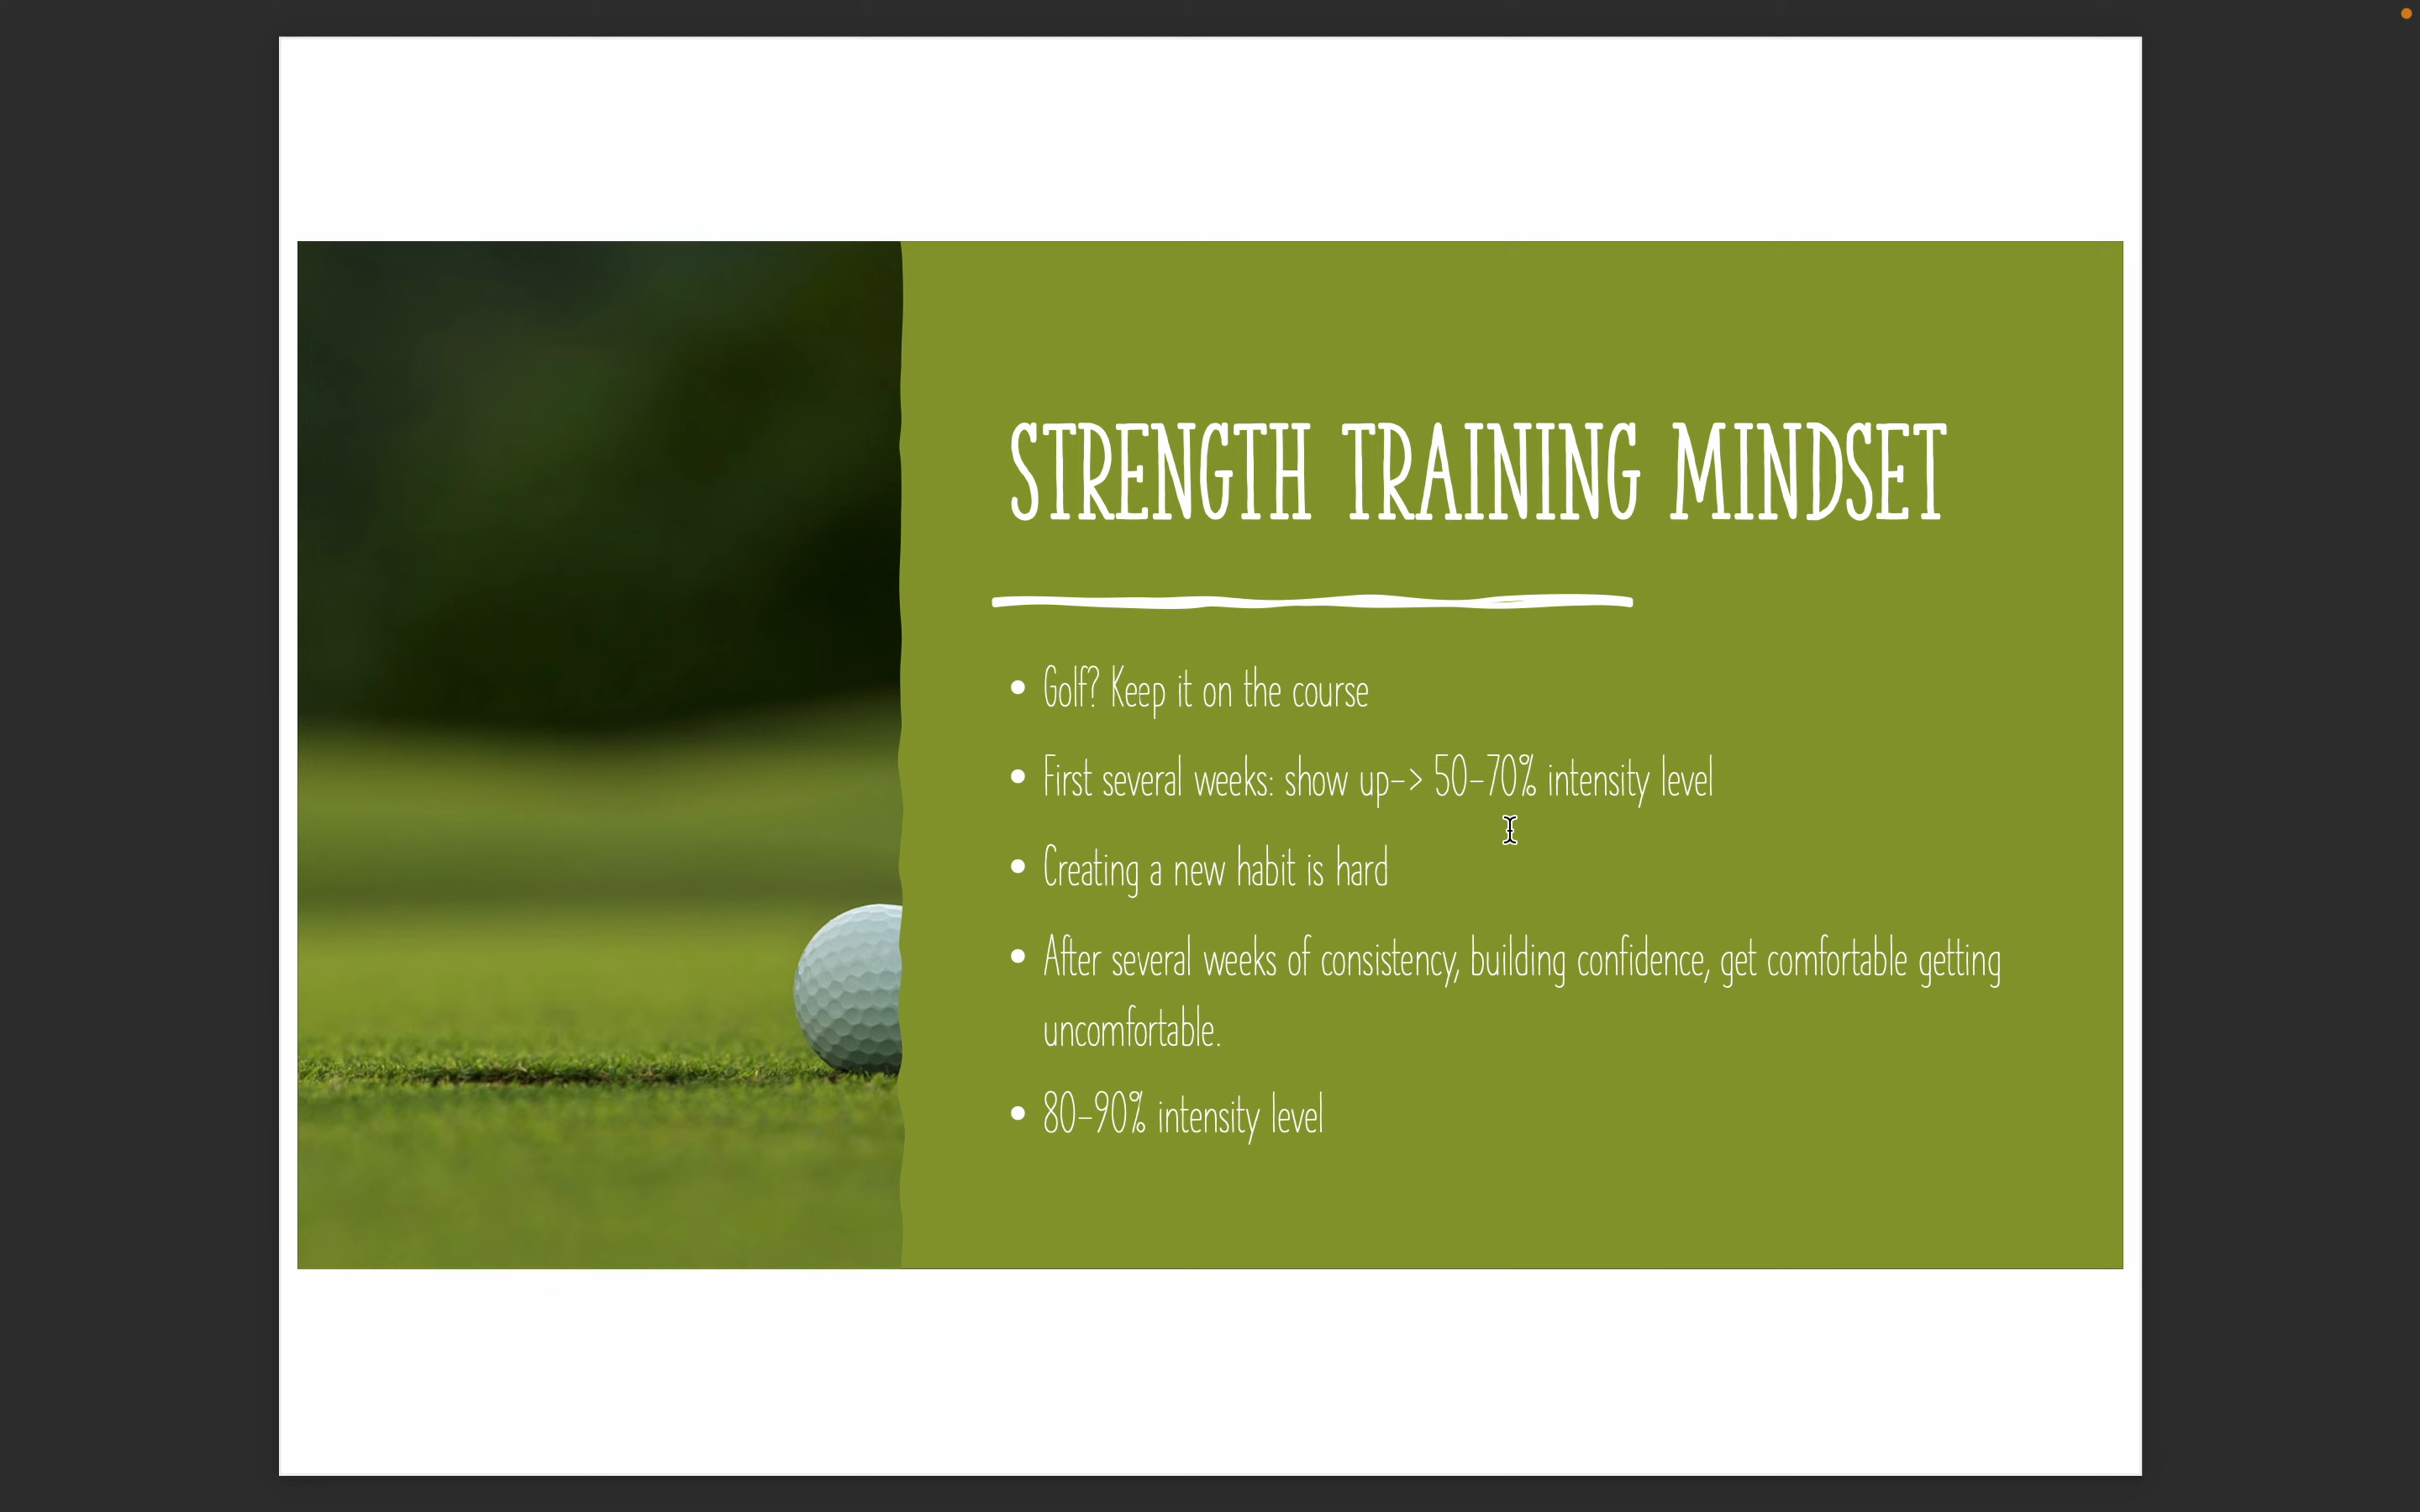 STRENGTH TRAINING MINDSET
• Golf? Keep it on the course
• First several weeks: show up-> 50-70% intensity level
• Creating a new habit is hard
• After several weeks of consistency, building confidence, get comfortable getting
uncomfortable.
• 80-90% intensity level